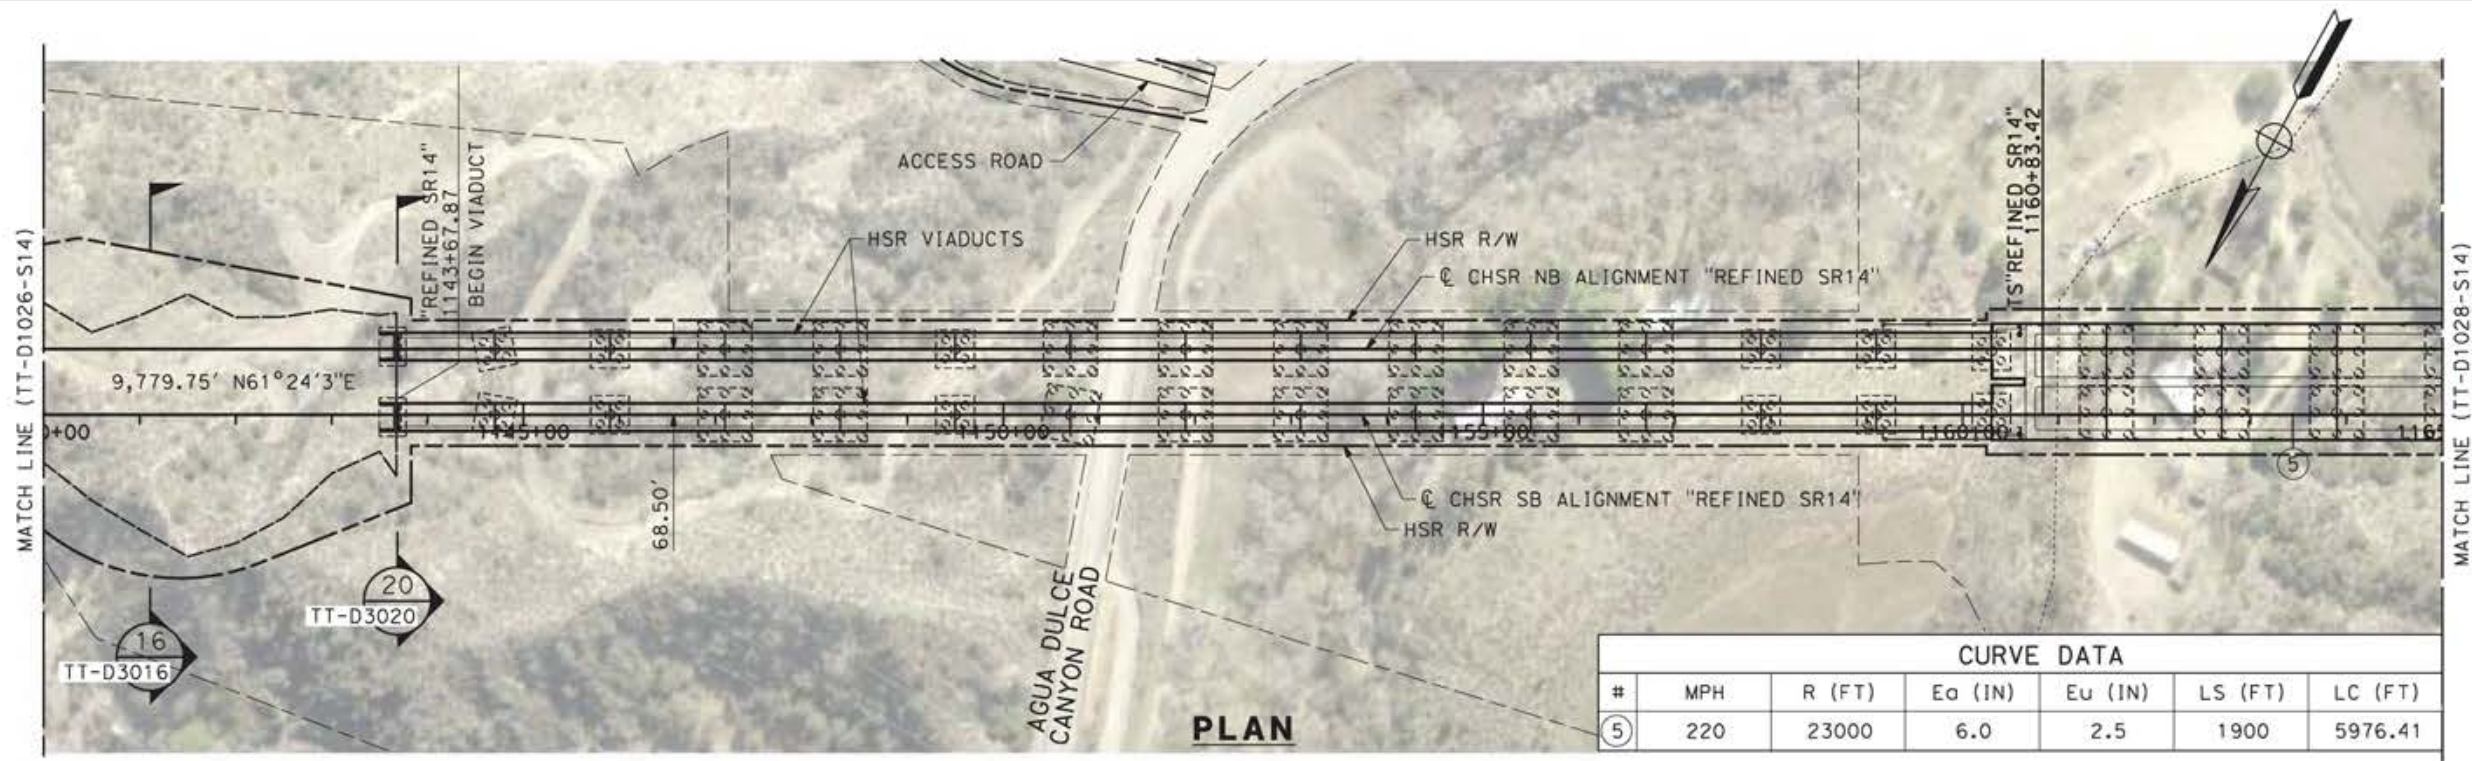 MATCH LINE (TT-D1026-S14)
"REFINED SR14"
1143+67.87
BEGIN VIADUCT
ACCESS ROAD
HSR VIADUCTS
HSR R/W
℄ CHSR NB ALIGNMENT "REFINED SR14"
TS"REFINED SR14"
1160+83.42
MATCH LINE (TT-D1028-S14)
9,779.75' N61°24'3"E
0+00
1145+00
1150+00
1155+00
1160+00
1165
5
68.50'
℄ CHSR SB ALIGNMENT "REFINED SR14"
HSR R/W
20
TT-D3020
16
TT-D3016
AGUA DULCE
CANYON ROAD
PLAN
CURVE DATA
# MPH R (FT) Ea (IN) Eu (IN) LS (FT) LC (FT)
5 220 23000 6.0 2.5 1900 5976.41